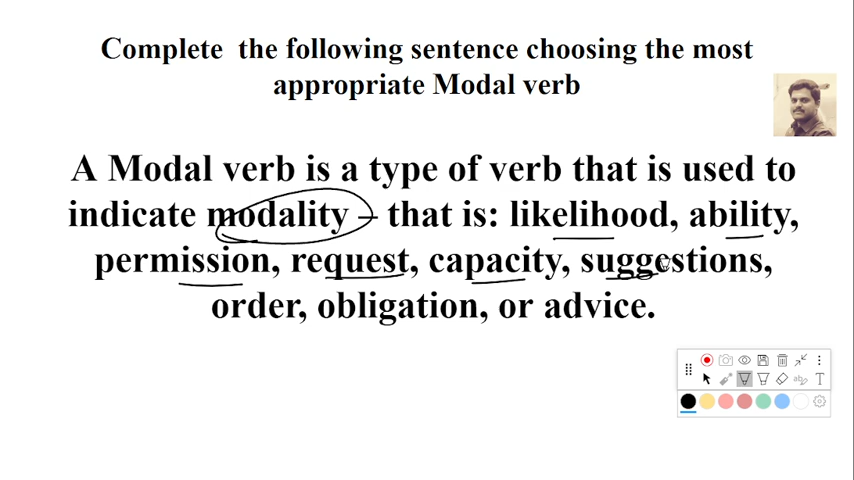 Complete the following sentence choosing the most
appropriate Modal verb
A Modal verb is a type of verb that is used to
indicate modality – that is: likelihood, ability,
permission, request, capacity, suggestions,
order, obligation, or advice.